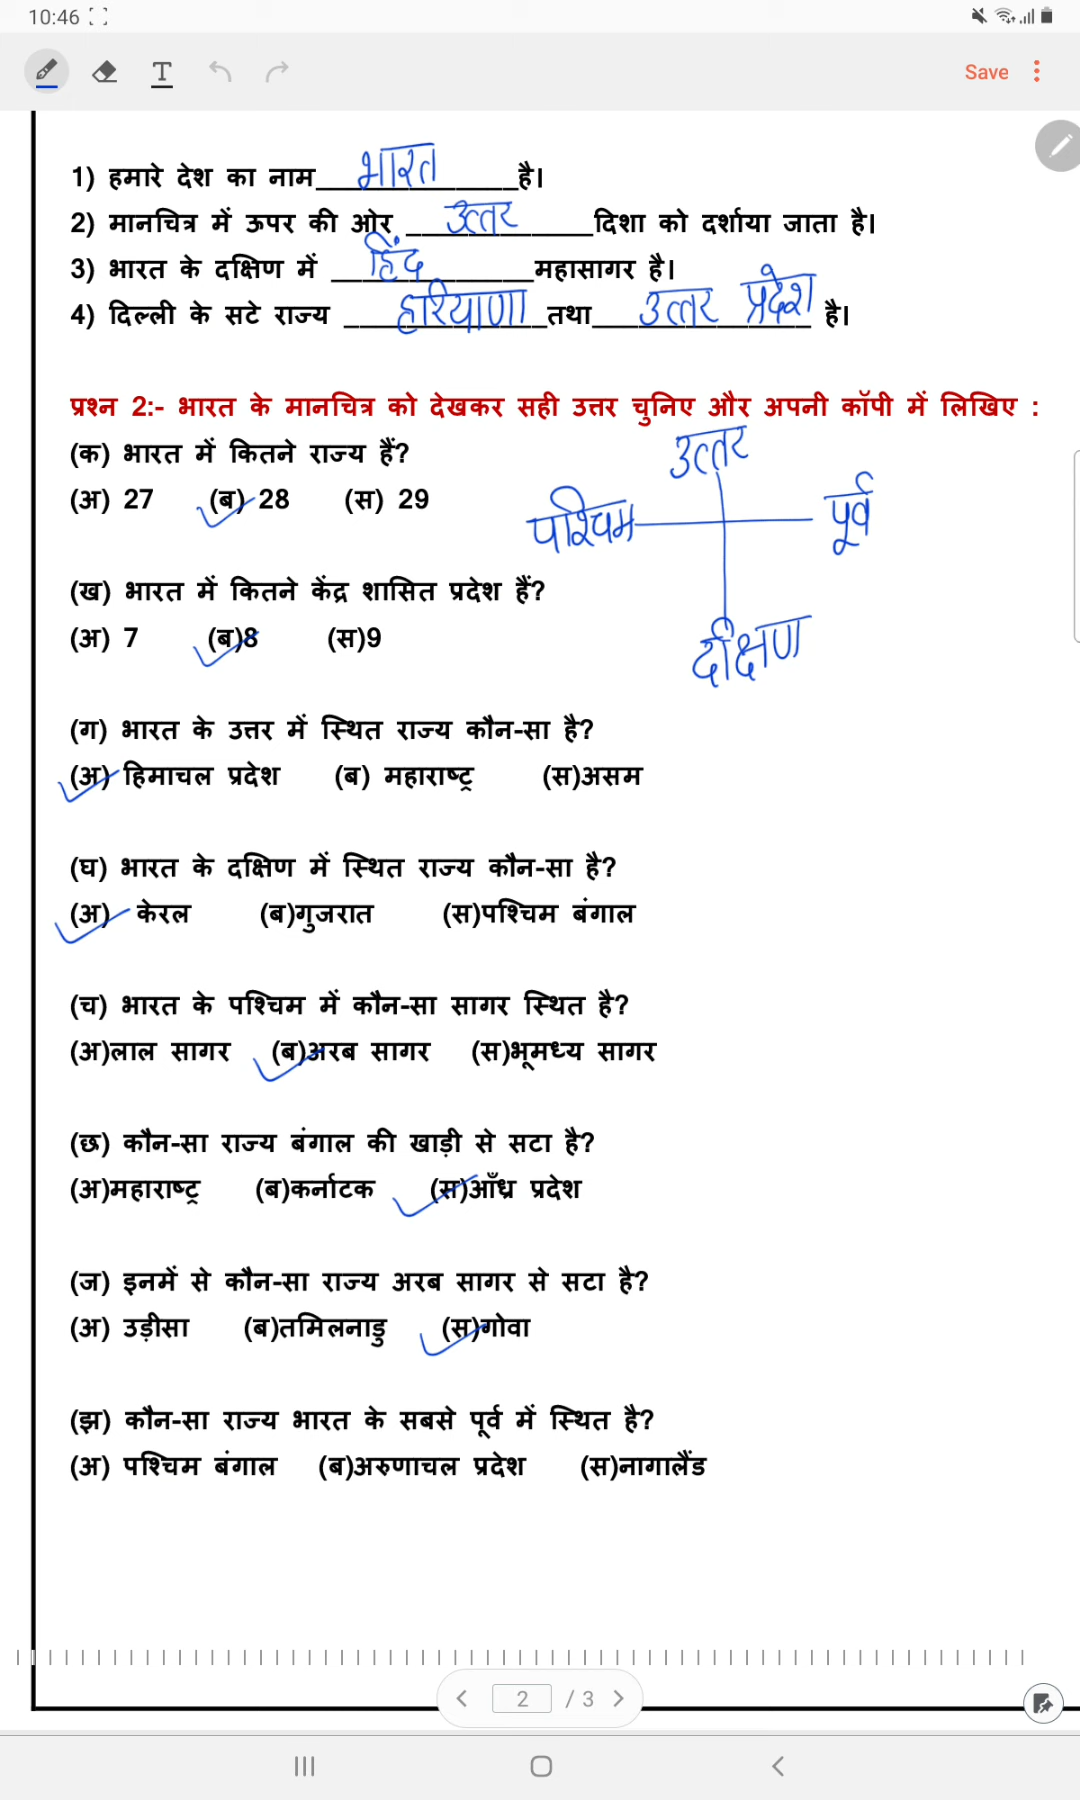 10:46
T
Save
1) हमारे देश का नाम भारत है।
2) मानचित्र में ऊपर की ओर उत्तर दिशा को दर्शाया जाता है।
3) भारत के दक्षिण में हिंद महासागर है।
4) दिल्ली के सटे राज्य हरियाणा तथा उत्तर प्रदेश है।
प्रश्न 2:- भारत के मानचित्र को देखकर सही उत्तर चुनिए और अपनी कॉपी में लिखिए :
(क) भारत में कितने राज्य हैं?
उत्तर
(अ) 27 (ब) 28 (स) 29
पश्चिम पूर्व
(ख) भारत में कितने केंद्र शासित प्रदेश हैं?
(अ) 7 (ब)8 (स)9
दक्षिण
(ग) भारत के उत्तर में स्थित राज्य कौन-सा है?
(अ) हिमाचल प्रदेश (ब) महाराष्ट्र (स)असम
(घ) भारत के दक्षिण में स्थित राज्य कौन-सा है?
(अ) केरल (ब)गुजरात (स)पश्चिम बंगाल
(च) भारत के पश्चिम में कौन-सा सागर स्थित है?
(अ)लाल सागर (ब)अरब सागर (स)भूमध्य सागर
(छ) कौन-सा राज्य बंगाल की खाड़ी से सटा है?
(अ)महाराष्ट्र (ब)कर्नाटक (स)आँध्र प्रदेश
(ज) इनमें से कौन-सा राज्य अरब सागर से सटा है?
(अ) उड़ीसा (ब)तमिलनाडु (स)गोवा
(झ) कौन-सा राज्य भारत के सबसे पूर्व में स्थित है?
(अ) पश्चिम बंगाल (ब)अरुणाचल प्रदेश (स)नागालैंड
2 / 3